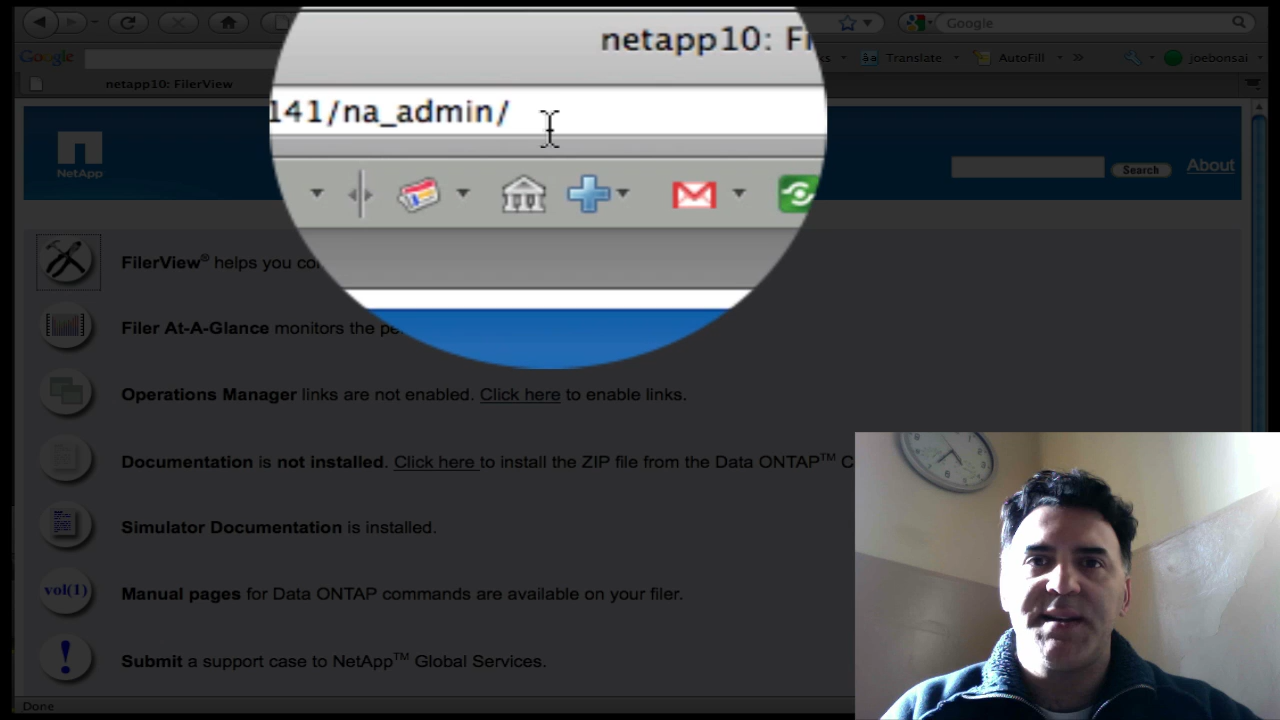 Google
netapp10: Fi
Google
Translate
AutoFill
joebonsai
netapp10: FilerView
141/na_admin/
NetApp
Search
About
FilerView® helps you co
Filer At-A-Glance monitors the pe
Operations Manager links are not enabled. Click here to enable links.
Documentation is not installed. Click here to install the ZIP file from the Data ONTAP™ C
Simulator Documentation is installed.
vol(1)
Manual pages for Data ONTAP commands are available on your filer.
!
Submit a support case to NetApp™ Global Services.
Done